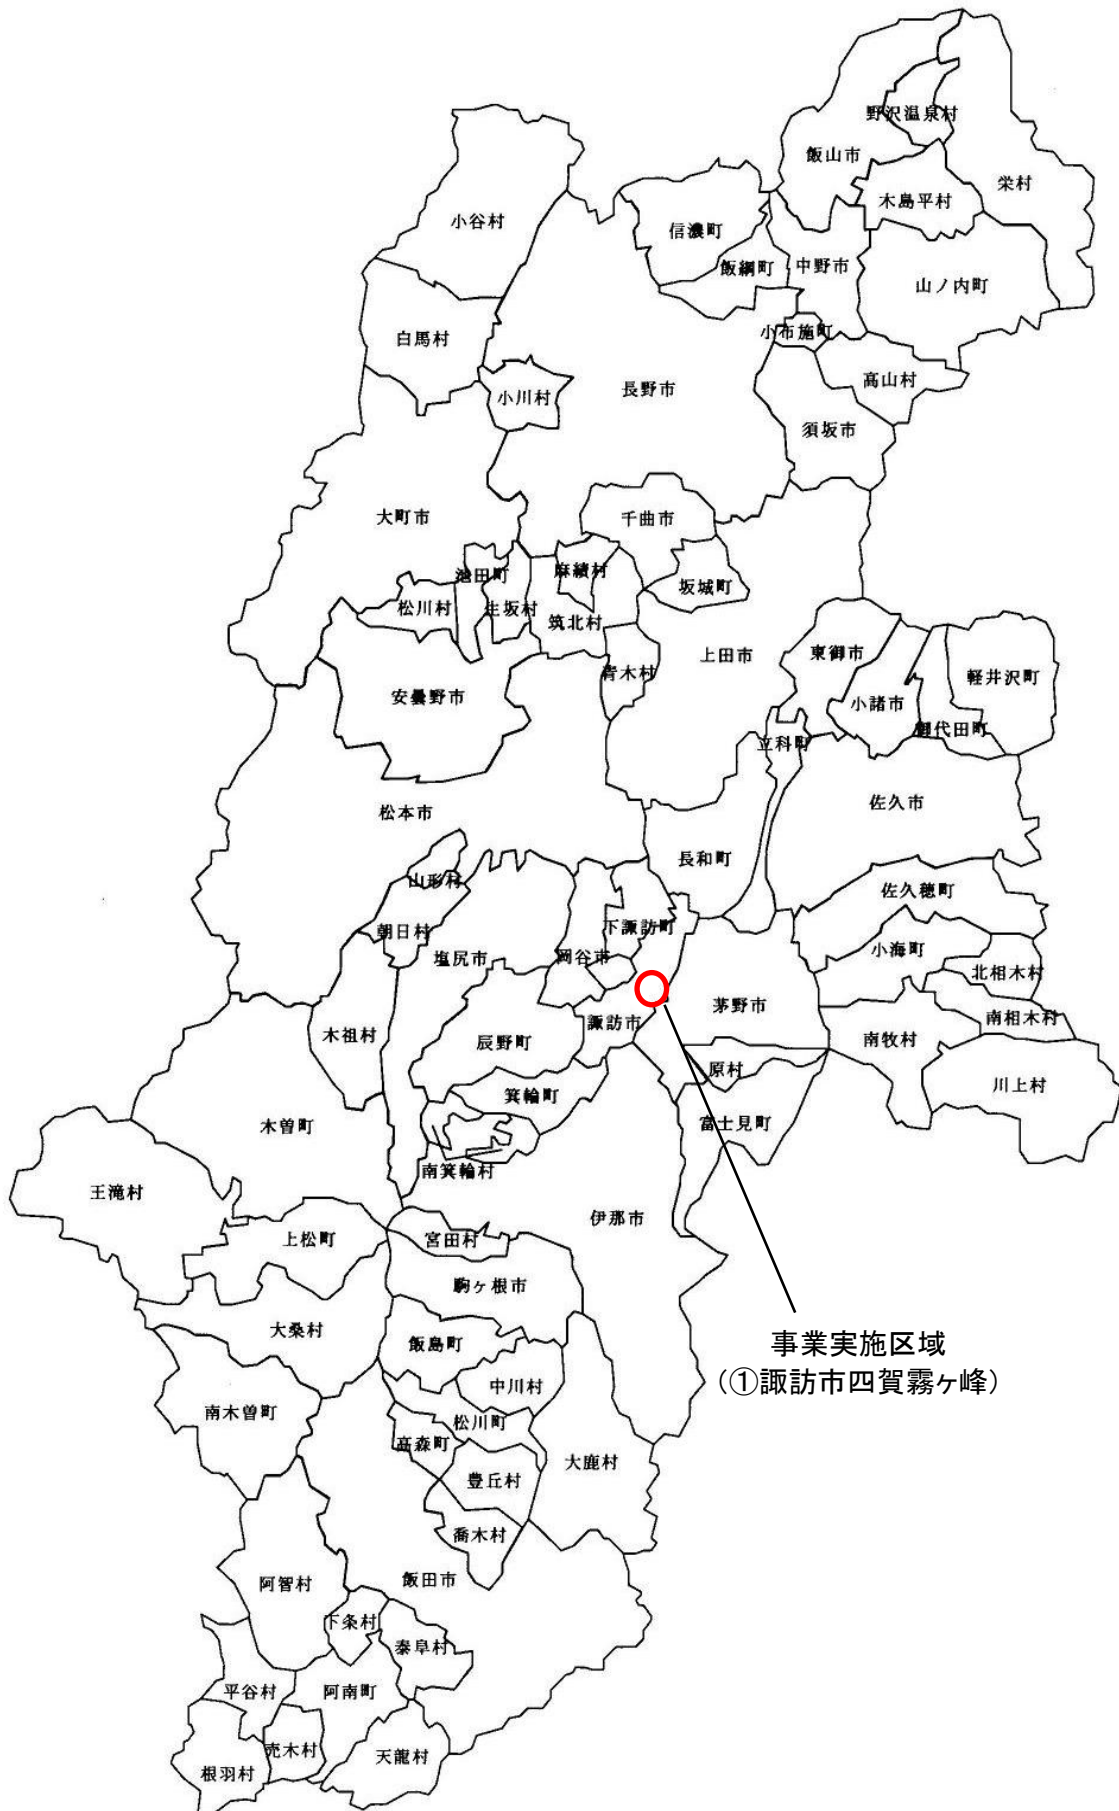 野沢温泉村
飯山市
栄村
木島平村
小谷村
信濃町
飯綱町
中野市
山ノ内町
小布施町
白馬村
高山村
長野市
小川村
須坂市
大町市
千曲市
池田町
麻績村
坂城町
松川村
生坂村
筑北村
上田市
東御市
青木村
軽井沢町
安曇野市
小諸市
御代田町
立科町
佐久市
松本市
長和町
山形村
佐久穂町
朝日村
下諏訪町
小海町
塩尻市
岡谷市
北相木村
茅野市
南相木村
諏訪市
木祖村
南牧村
辰野町
原村
川上村
箕輪町
木曽町
富士見町
南箕輪村
王滝村
伊那市
上松町
宮田村
駒ヶ根市
大桑村
飯島町
事業実施区域
(①諏訪市四賀霧ヶ峰)
中川村
南木曽町
松川町
高森町
大鹿村
豊丘村
喬木村
阿智村
飯田市
下条村
泰阜村
平谷村
阿南町
売木村
天龍村
根羽村